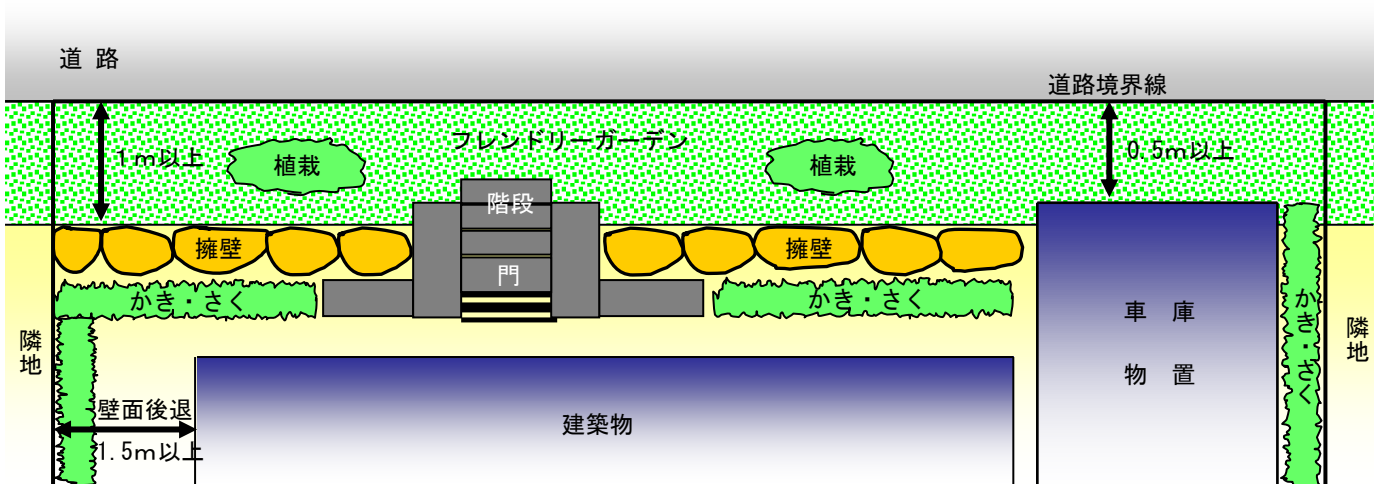 道 路
道路境界線
フレンドリーガーデン
1m以上
植栽
植栽
0.5m以上
階段
擁壁
擁壁
門
かき・さく
かき・さく
かき・さく
車 庫
物 置
隣地
隣地
壁面後退
1.5m以上
建築物